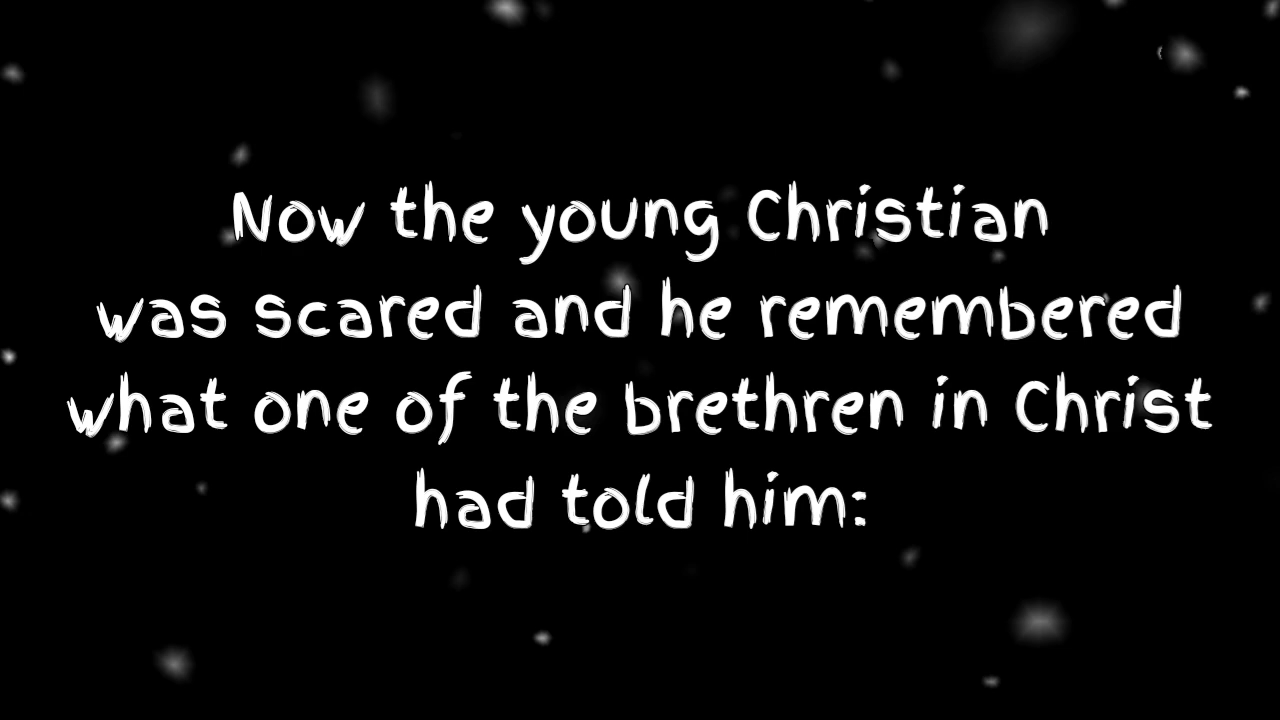 Now the young Christian
was scared and he remembered
what one of the brethren in Christ
had told him: